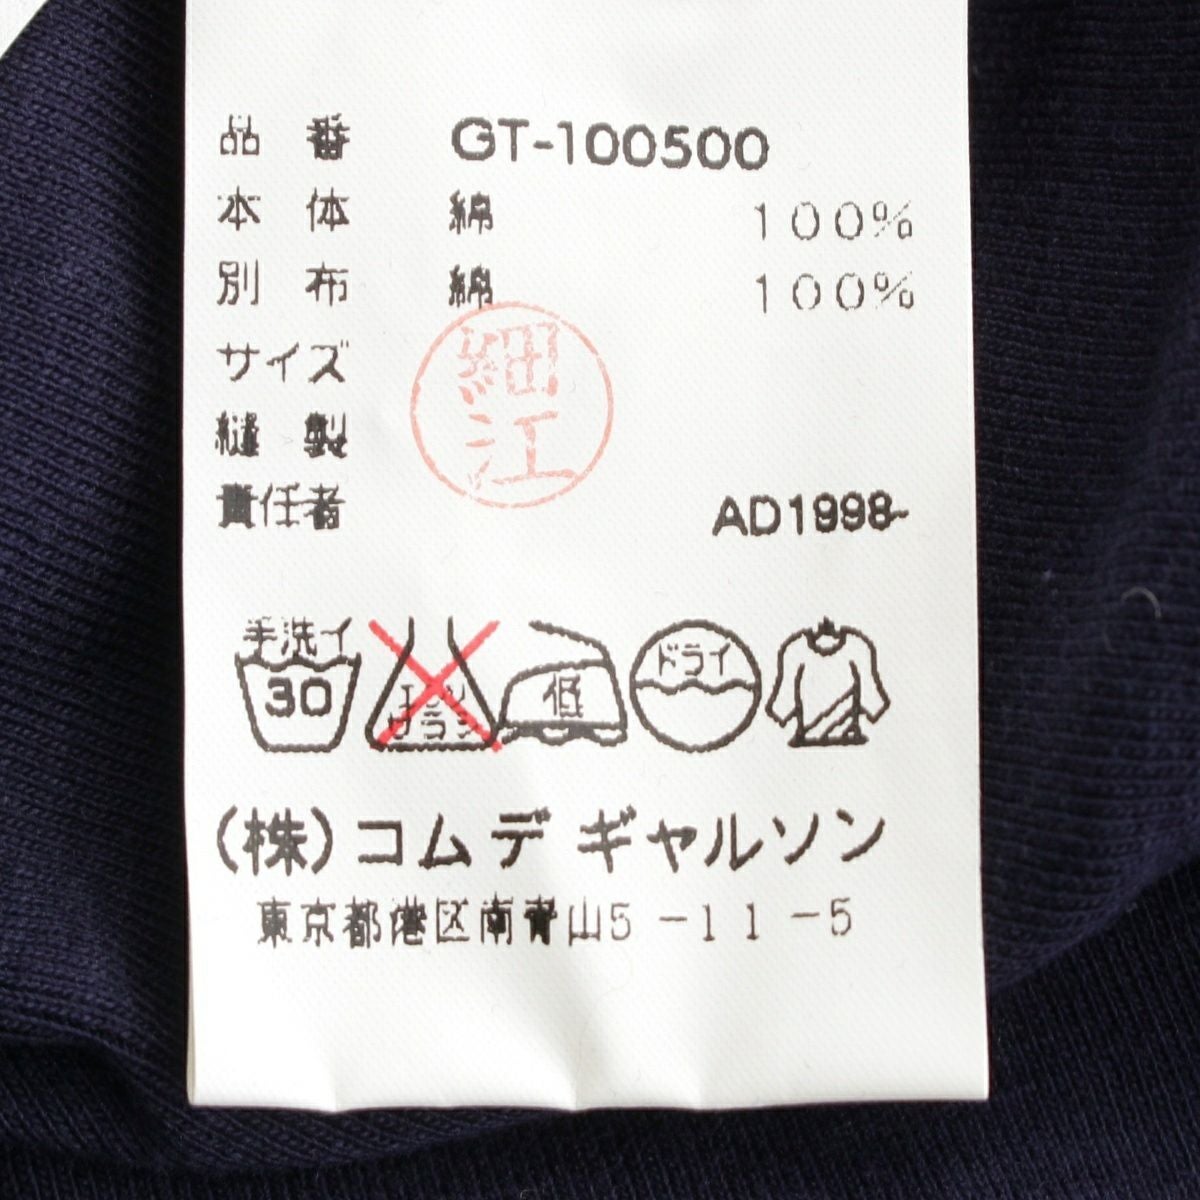 品番 GT-100500
本体 綿 100%
別布 綿 100%
サイズ
縫製
責任者
細江
AD1998
手洗イ
30
エンソ
サラシ
低
ドライ
(株)コム デ ギャルソン
東京都港区南青山5-11-5